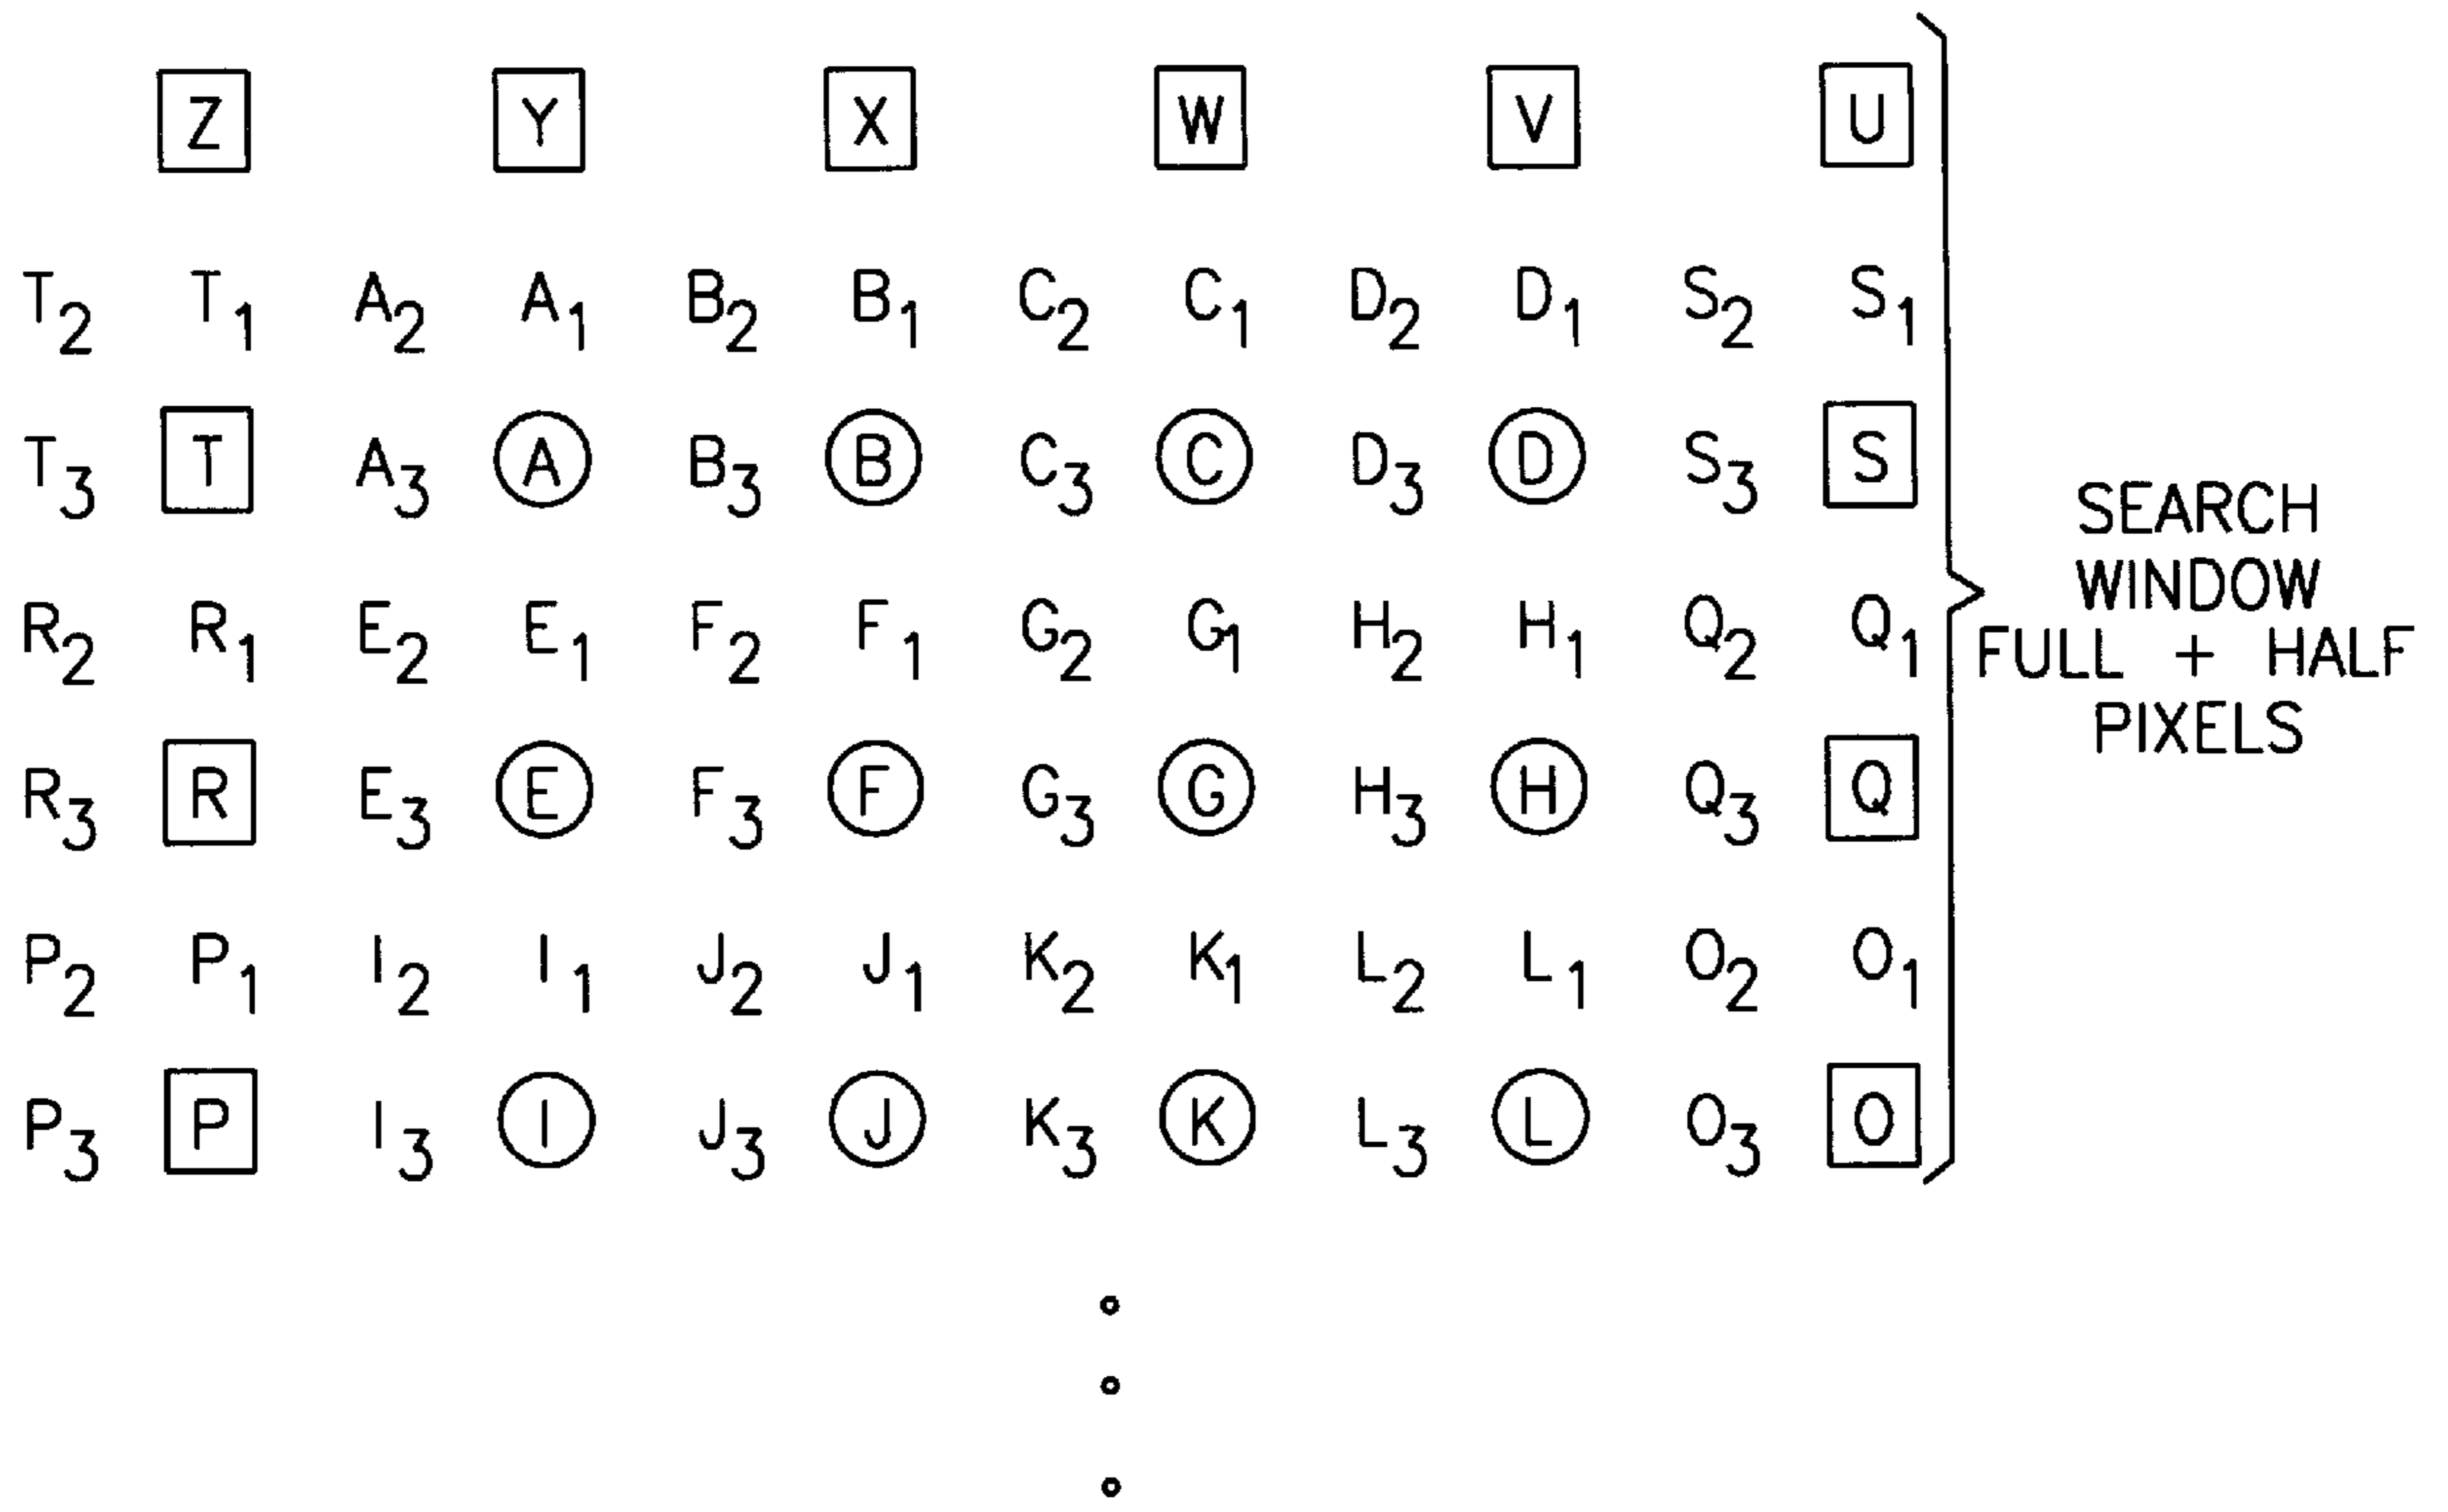 Z Y X W V U
T2 T1 A2 A1 B2 B1 C2 C1 D2 D1 S2 S1
T3 T A3 A B3 B C3 C D3 D S3 S
R2 R1 E2 E1 F2 F1 G2 G1 H2 H1 Q2 Q1
R3 R E3 E F3 F G3 G H3 H Q3 Q
P2 P1 I2 I1 J2 J1 K2 K1 L2 L1 O2 O1
P3 P I3 I J3 J K3 K L3 L O3 O
SEARCH
WINDOW
FULL + HALF
PIXELS